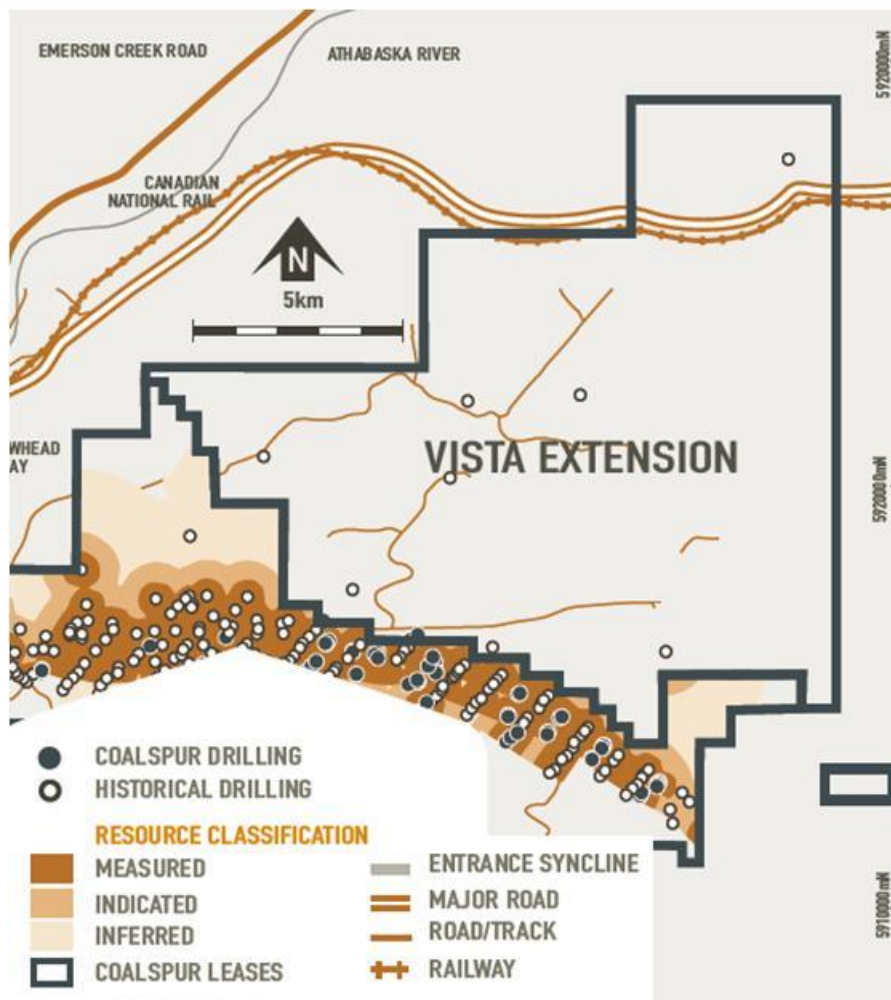 EMERSON CREEK ROAD
ATHABASKA RIVER
5920000mN
CANADIAN
NATIONAL RAIL
N
5km
WHEAD
AY
VISTA EXTENSION
5920000mN
COALSPUR DRILLING
HISTORICAL DRILLING
RESOURCE CLASSIFICATION
MEASURED
INDICATED
INFERRED
COALSPUR LEASES
ENTRANCE SYNCLINE
MAJOR ROAD
ROAD/TRACK
RAILWAY
5910000mN